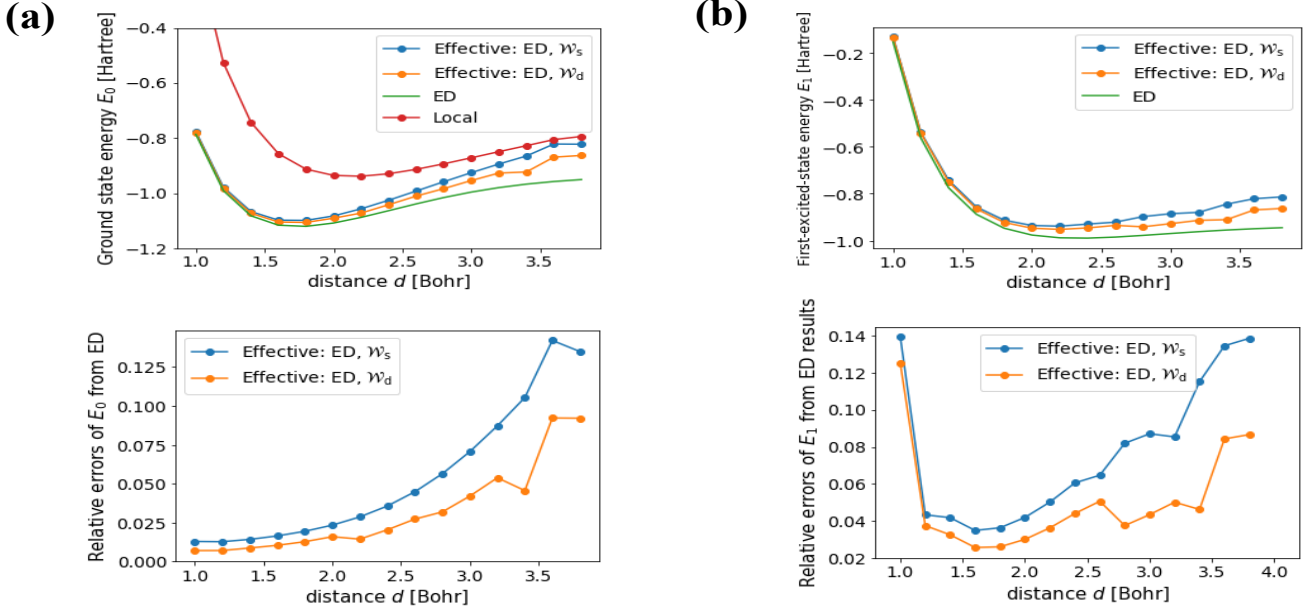 (a)
Ground state energy E₀ [Hartree]
−0.4
−0.6
−0.8
−1.0
−1.2
Effective: ED, 𝒲s
Effective: ED, 𝒲d
ED
Local
1.0 1.5 2.0 2.5 3.0 3.5
distance d [Bohr]
Relative errors of E₀ from ED
0.125
0.100
0.075
0.050
0.025
0.000
Effective: ED, 𝒲s
Effective: ED, 𝒲d
1.0 1.5 2.0 2.5 3.0 3.5
distance d [Bohr]
(b)
First-excited-state energy E₁ [Hartree]
−0.2
−0.4
−0.6
−0.8
−1.0
Effective: ED, 𝒲s
Effective: ED, 𝒲d
ED
1.0 1.5 2.0 2.5 3.0 3.5
distance d [Bohr]
Relative errors of E₁ from ED results
0.14
0.12
0.10
0.08
0.06
0.04
0.02
Effective: ED, 𝒲s
Effective: ED, 𝒲d
1.0 1.5 2.0 2.5 3.0 3.5 4.0
distance d [Bohr]